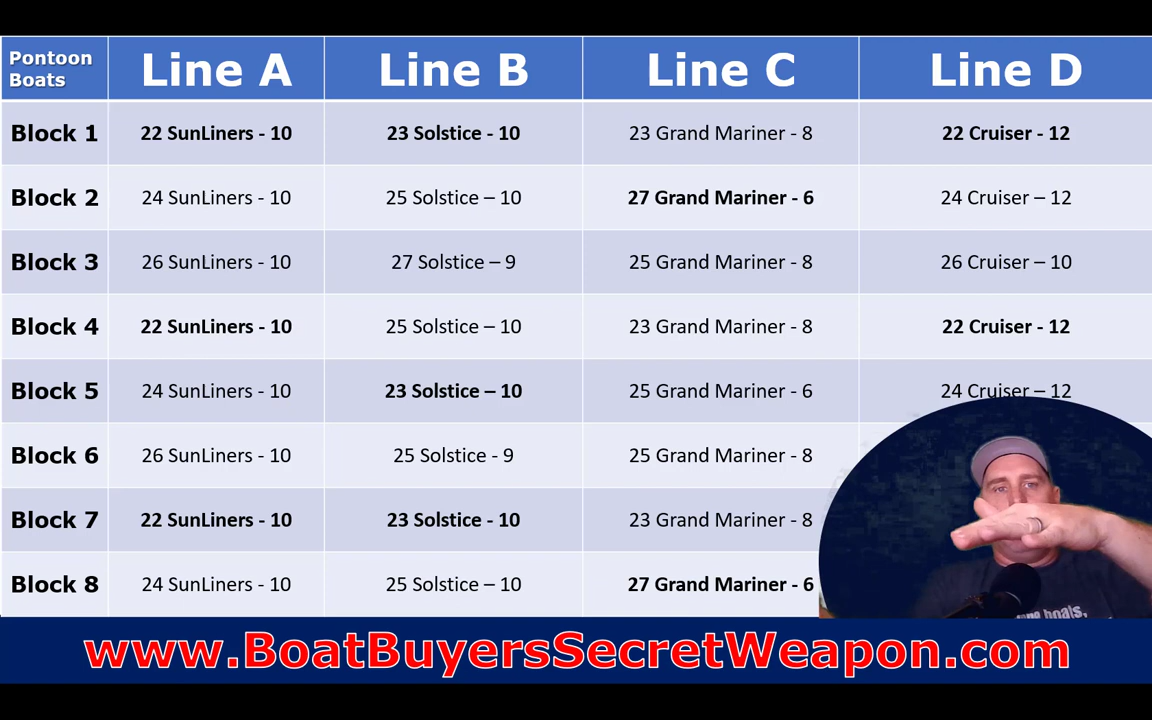 Pontoon Boats Line A Line B Line C Line D
Block 1 22 SunLiners - 10 23 Solstice - 10 23 Grand Mariner - 8 22 Cruiser - 12
Block 2 24 SunLiners - 10 25 Solstice – 10 27 Grand Mariner - 6 24 Cruiser – 12
Block 3 26 SunLiners - 10 27 Solstice – 9 25 Grand Mariner - 8 26 Cruiser – 10
Block 4 22 SunLiners - 10 25 Solstice – 10 23 Grand Mariner - 8 22 Cruiser - 12
Block 5 24 SunLiners - 10 23 Solstice – 10 25 Grand Mariner - 6 24 Cruiser – 12
Block 6 26 SunLiners - 10 25 Solstice - 9 25 Grand Mariner - 8
Block 7 22 SunLiners - 10 23 Solstice - 10 23 Grand Mariner - 8
Block 8 24 SunLiners - 10 25 Solstice – 10 27 Grand Mariner - 6
boats,
www.BoatBuyersSecretWeapon.com